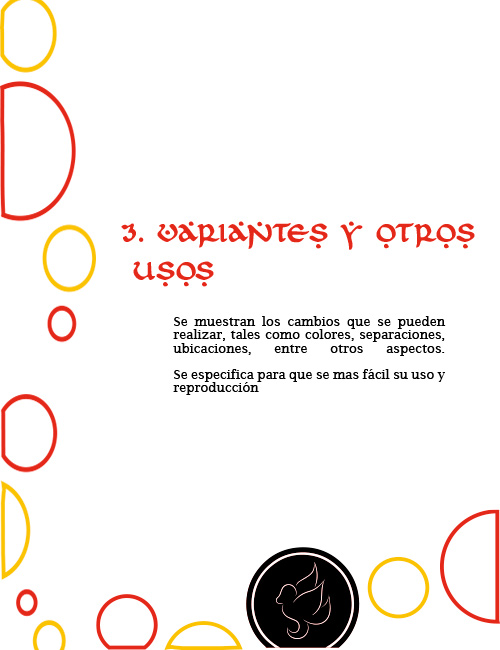 3. VARIANTES Y OTROS
USOS
Se muestran los cambios que se pueden
realizar, tales como colores, separaciones,
ubicaciones, entre otros aspectos.
Se especifica para que se mas fácil su uso y
reproducción